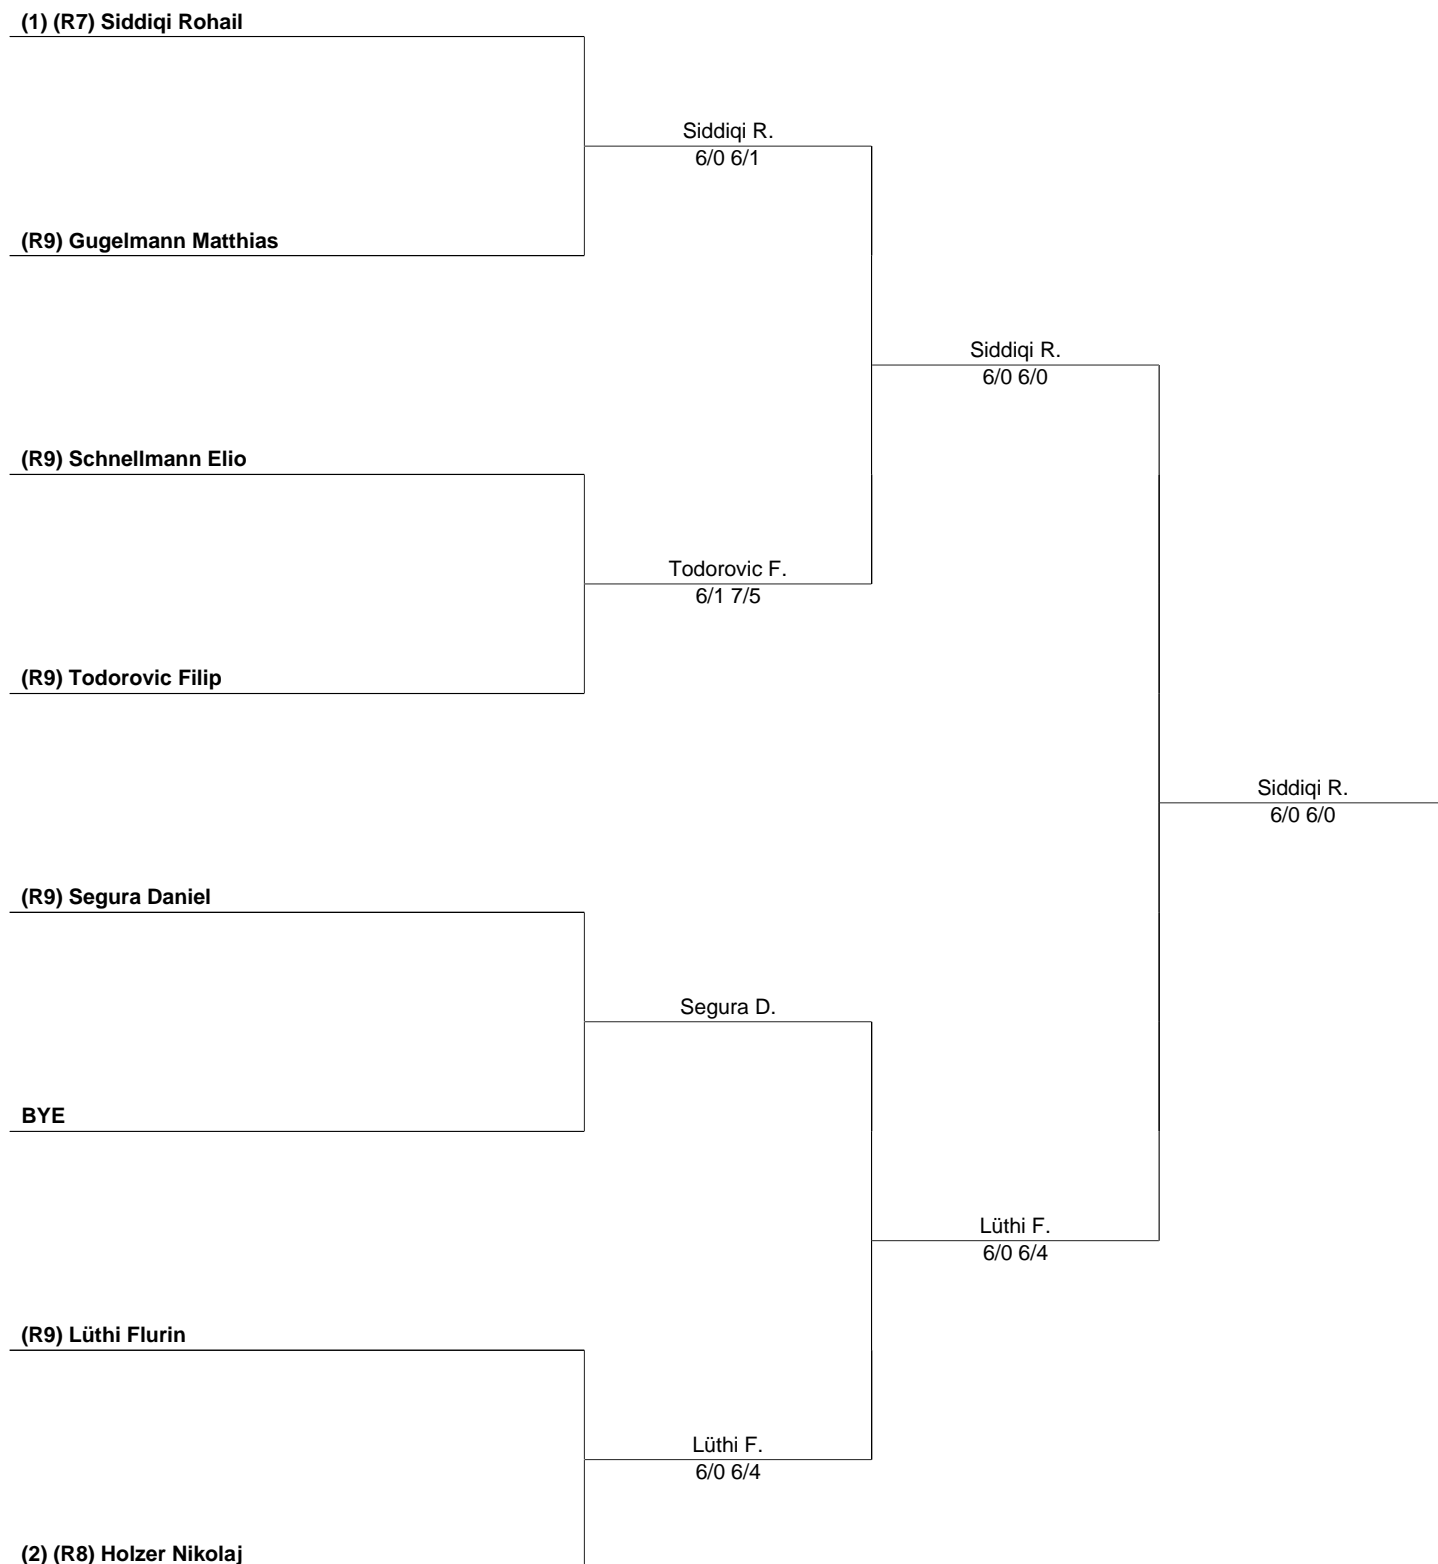 (1) (R7) Siddiqi Rohail
Siddiqi R.
6/0 6/1
(R9) Gugelmann Matthias
Siddiqi R.
6/0 6/0
(R9) Schnellmann Elio
Todorovic F.
6/1 7/5
(R9) Todorovic Filip
Siddiqi R.
6/0 6/0
(R9) Segura Daniel
Segura D.
BYE
Lüthi F.
6/0 6/4
(R9) Lüthi Flurin
Lüthi F.
6/0 6/4
(2) (R8) Holzer Nikolaj